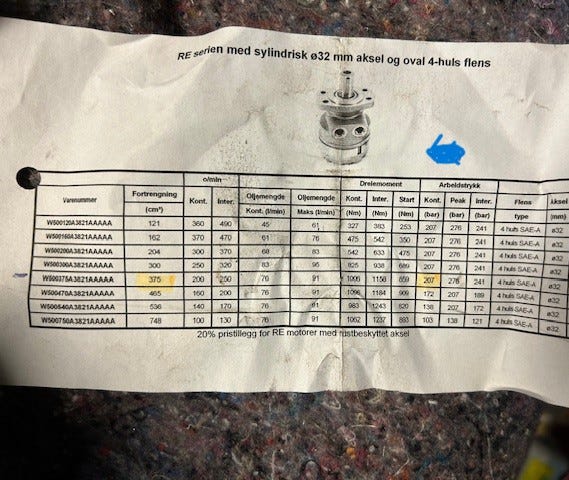 RE serien med sylindrisk ø32 mm aksel og oval 4-huls flens
o/min Dreiemoment Arbeidstrykk
Varenummer Fortrengning Kont. Inter. Oljemengde Oljemengde Kont. Inter. Start Kont. Peak Inter. Flens Aksel
(cm³) Kont. (l/min) Maks (l/min) (Nm) (Nm) (Nm) (bar) (bar) (bar) type (mm)
W500120A3821AAAAA 121 360 490 45 61 327 383 253 207 276 241 4 huls SAE-A ø32
W500160A3821AAAAA 162 370 470 61 76 475 542 350 207 276 241 4 huls SAE-A ø32
W500200A3821AAAAA 204 300 370 68 83 542 633 475 207 276 241 4 huls SAE-A ø32.
W500300A3821AAAAA 300 250 320 83 95 825 938 689 207 276 241 4 huls SAE-A ø32.
W500375A3821AAAAA 375 200 250 76 91 1158 859 207 276 241 4 huls SAE-A ø32
W500470A3821AAAAA 465 160 200 76 91 1096 1184 172 207 189 4 huls SAE-A ø32
W500540A3821AAAAA 536 140 170 76 91 983 1243 820 138 207 172 4 huls SAE-A ø32
W500750A3821AAAAA 748 100 130 76 91 1062 1237 893 103 138 121 4 huls SAE-A ø32.
20% pristillegg for RE motorer med rustbeskyttet aksel